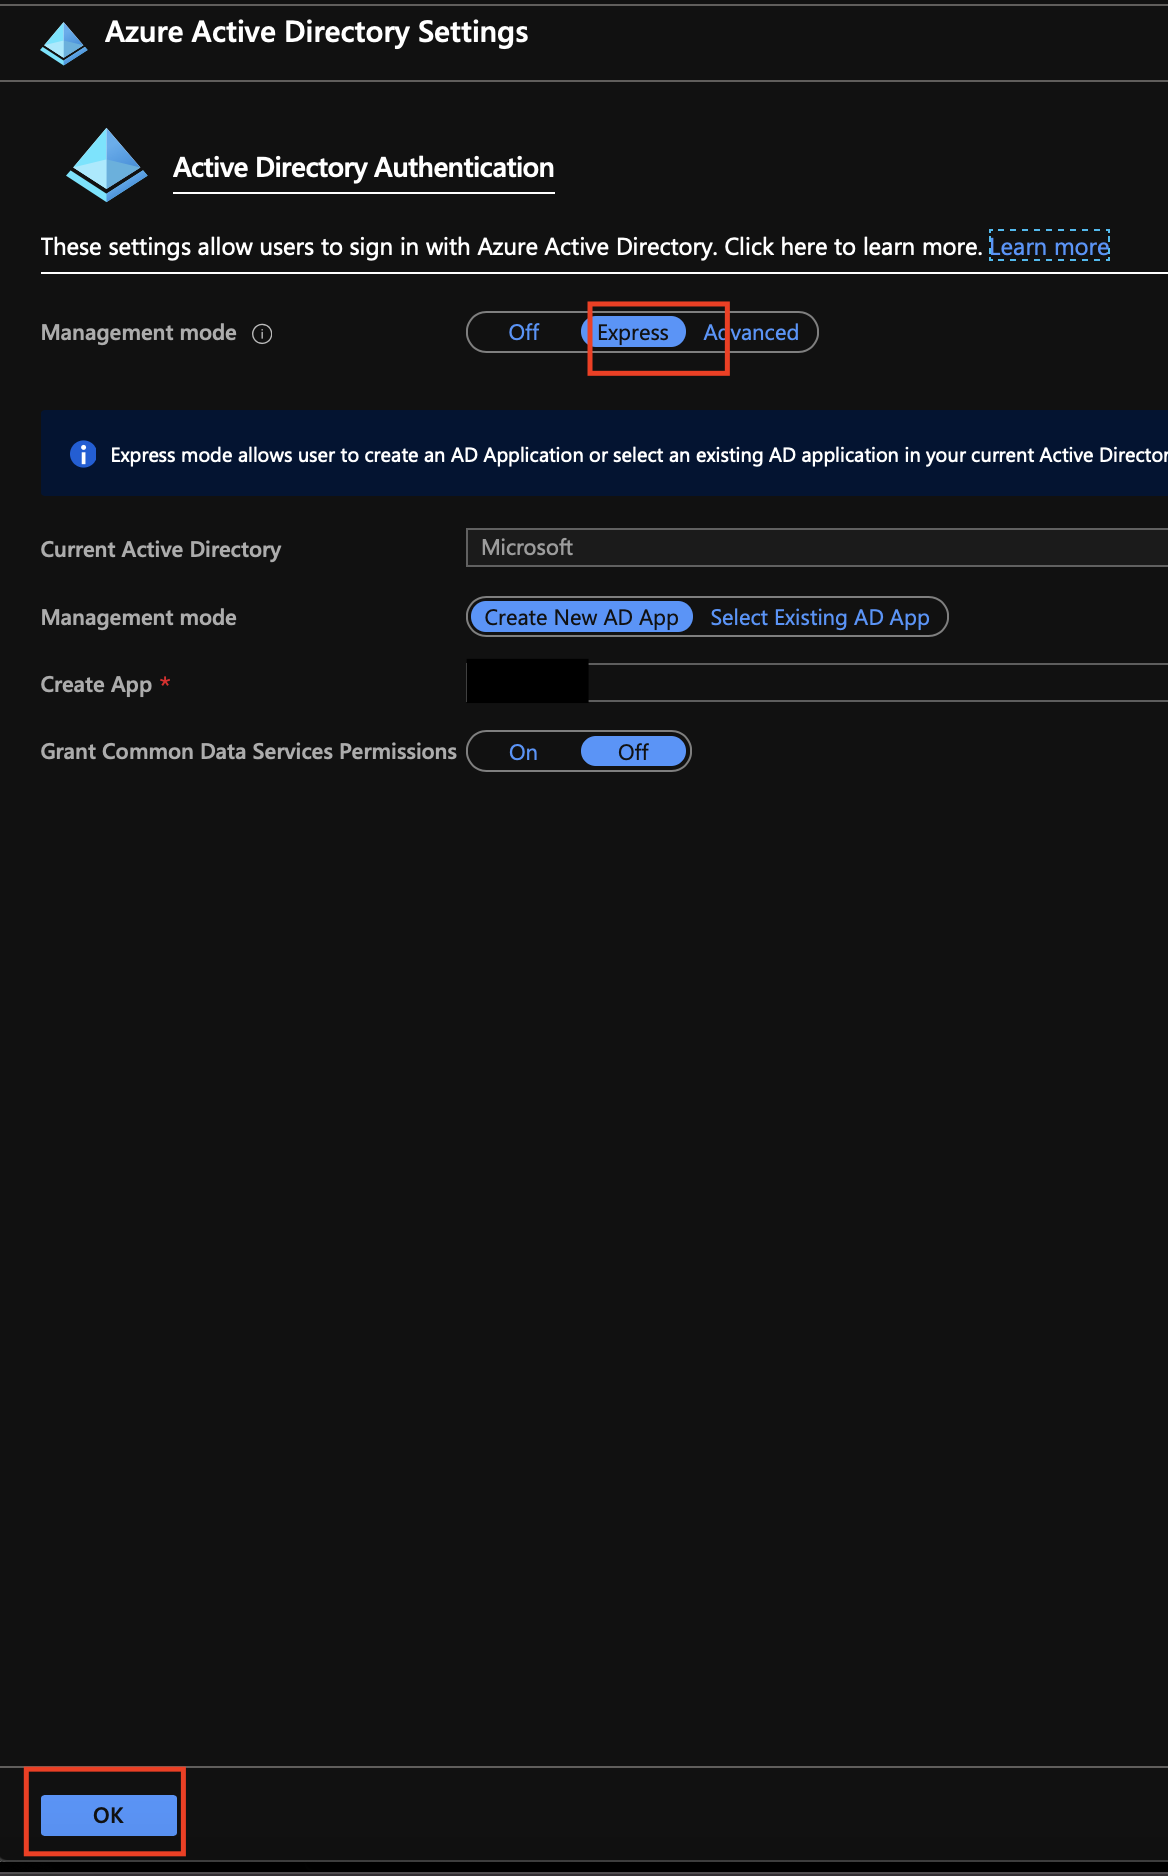 Azure Active Directory Settings
Active Directory Authentication
These settings allow users to sign in with Azure Active Directory. Click here to learn more. Learn more
Management mode
Off Express Advanced
Express mode allows user to create an AD Application or select an existing AD application in your current Active Director
Current Active Directory
Microsoft
Management mode
Create New AD App Select Existing AD App
Create App *
Grant Common Data Services Permissions
On Off
OK